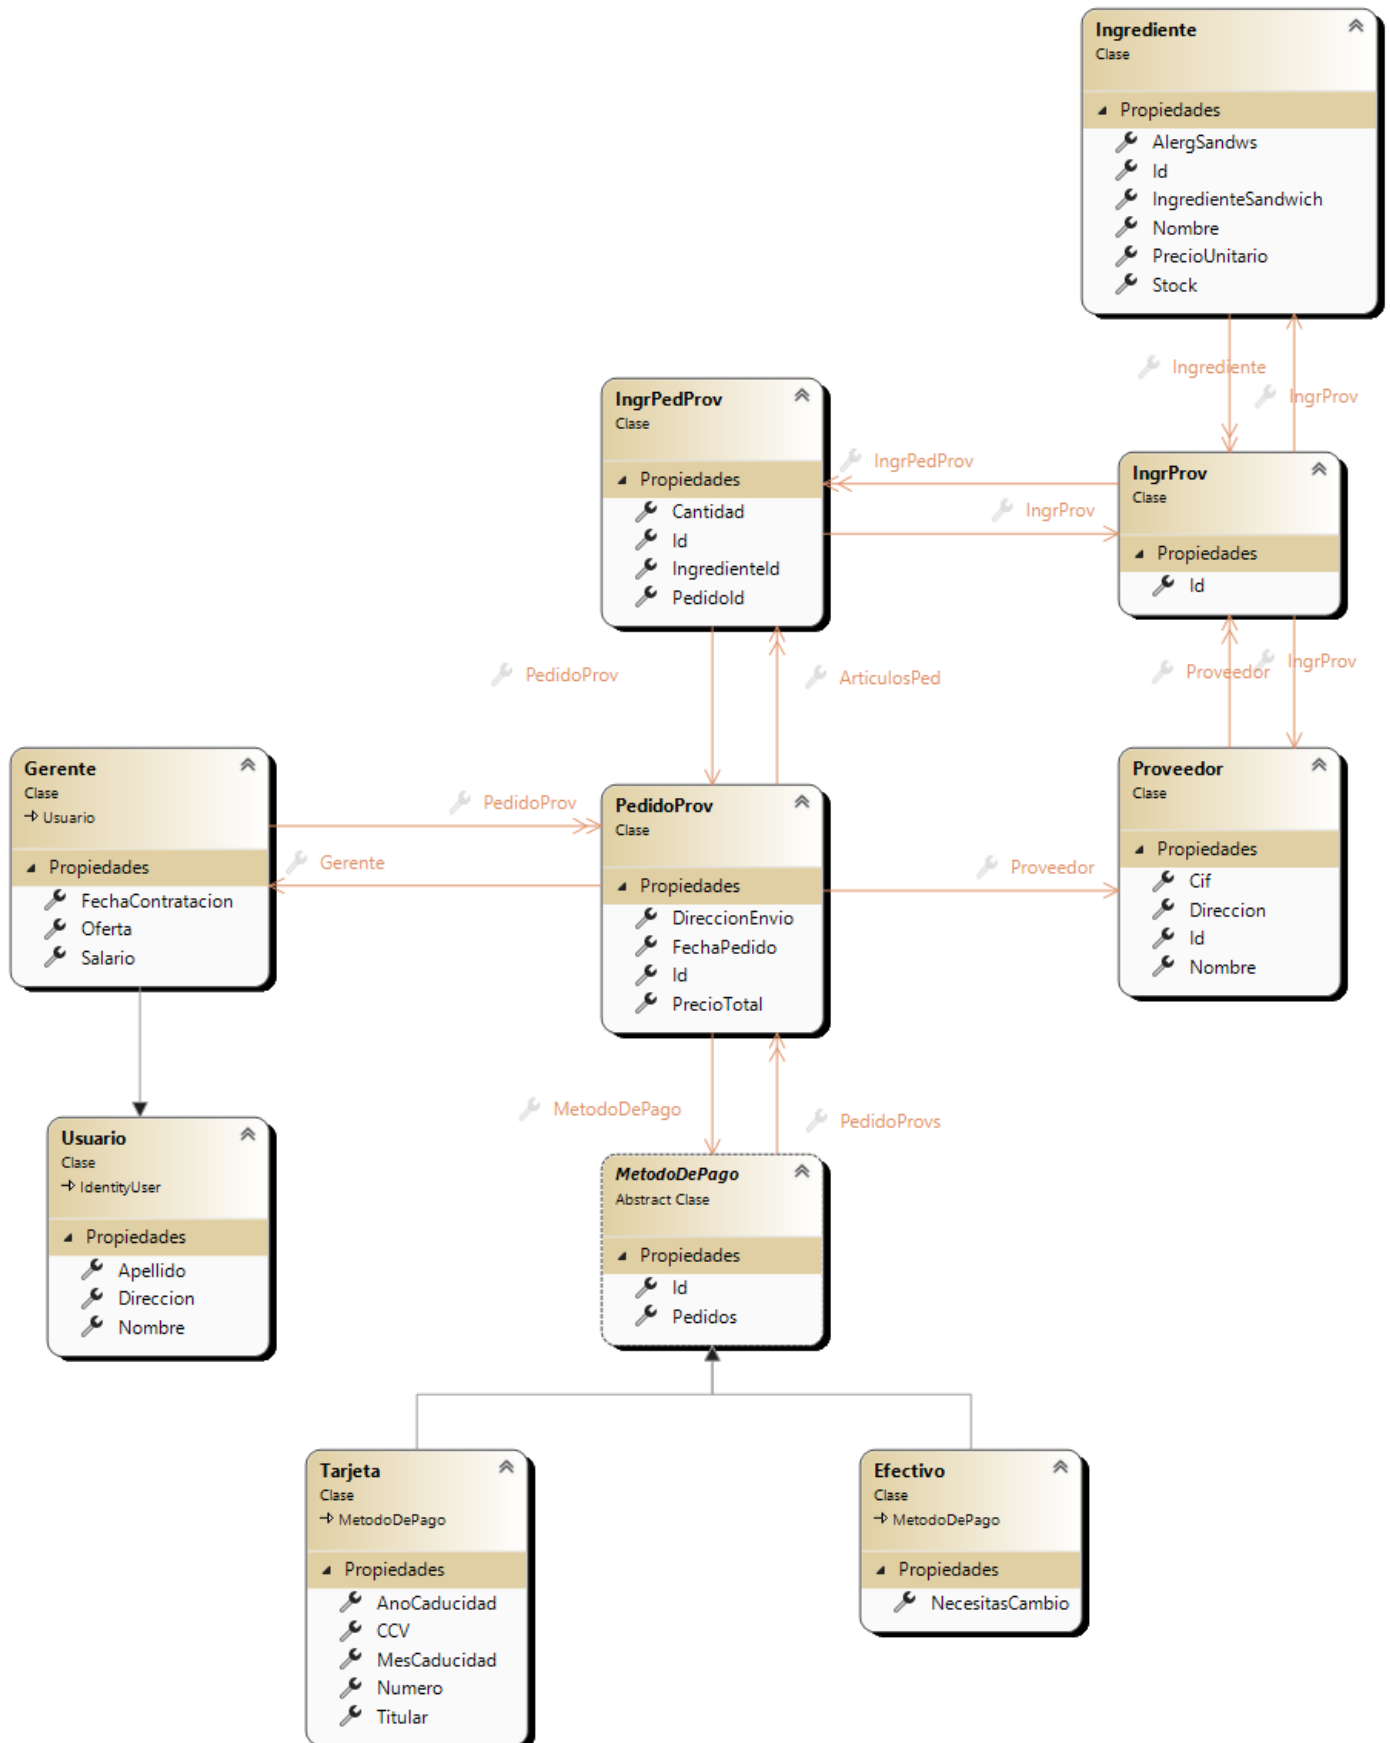 Ingrediente
Clase
Propiedades
AlergSandws
Id
IngredienteSandwich
Nombre
PrecioUnitario
Stock
Ingrediente
IngrProv
IngrPedProv
Clase
Propiedades
Cantidad
Id
IngredienteId
PedidoId
IngrPedProv
IngrProv
IngrProv
Clase
Propiedades
Id
PedidoProv
ArticulosPed
Proveedor
IngrProv
Gerente
Clase
Usuario
Propiedades
FechaContratacion
Oferta
Salario
PedidoProv
Gerente
PedidoProv
Clase
Propiedades
DireccionEnvio
FechaPedido
Id
PrecioTotal
Proveedor
Proveedor
Clase
Propiedades
Cif
Direccion
Id
Nombre
Usuario
Clase
IdentityUser
Propiedades
Apellido
Direccion
Nombre
MetodoDePago
PedidoProvs
MetodoDePago
Abstract Clase
Propiedades
Id
Pedidos
Tarjeta
Clase
MetodoDePago
Propiedades
AnoCaducidad
CCV
MesCaducidad
Numero
Titular
Efectivo
Clase
MetodoDePago
Propiedades
NecesitasCambio